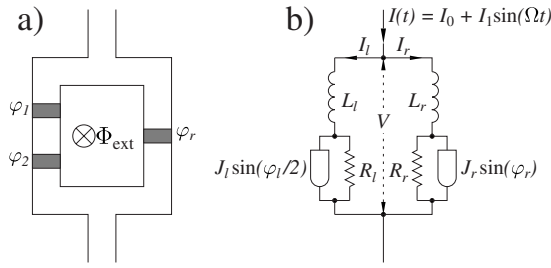 a)
φ1
φ2
Φext
φr
b)
I(t) = I0 + I1sin(Ωt)
Il Ir
Ll Lr
V
Jl sin(φl/2) Rl Rr Jr sin(φr)